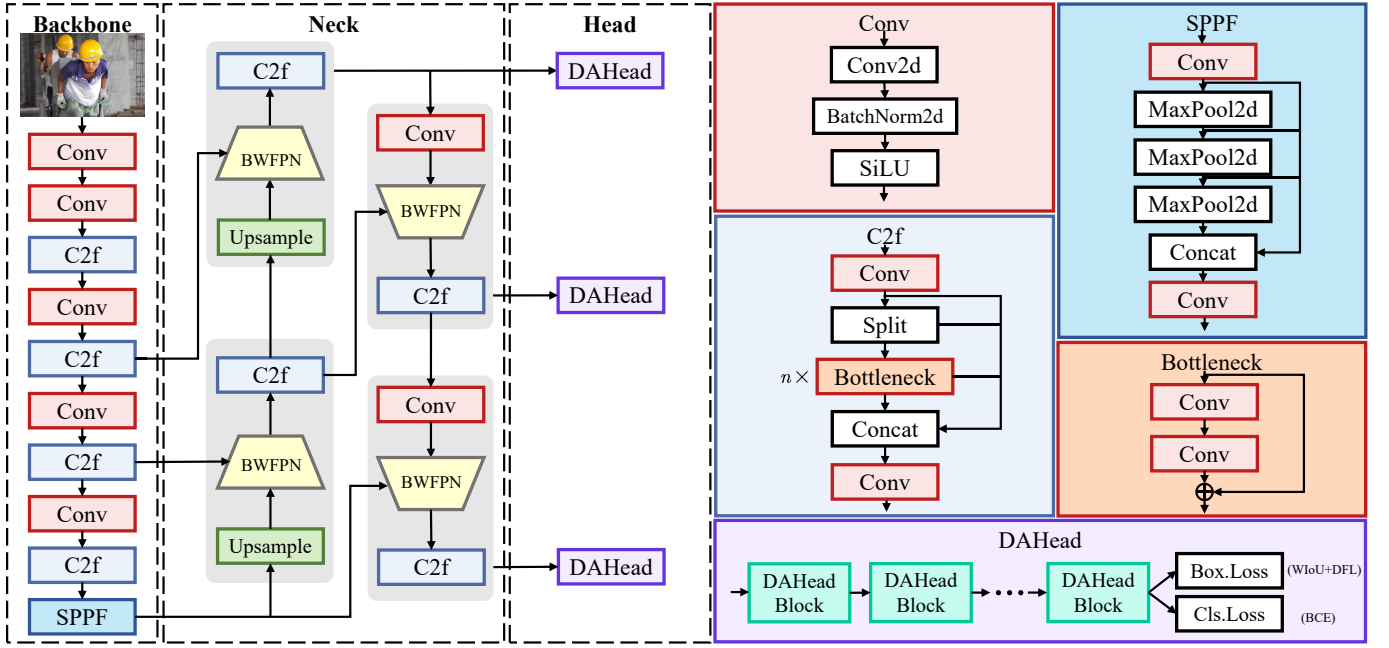 Backbone
Conv
Conv
C2f
Conv
C2f
Conv
C2f
Conv
C2f
SPPF
Neck
C2f
BWFPN
Upsample
C2f
BWFPN
Upsample
Conv
BWFPN
C2f
Conv
BWFPN
C2f
Head
DAHead
DAHead
DAHead
Conv
Conv2d
BatchNorm2d
SiLU
C2f
Conv
Split
n× Bottleneck
Concat
Conv
SPPF
Conv
MaxPool2d
MaxPool2d
MaxPool2d
Concat
Conv
Bottleneck
Conv
Conv
DAHead
DAHead
Block
DAHead
Block
DAHead
Block
Box.Loss (WIoU+DFL)
Cls.Loss (BCE)